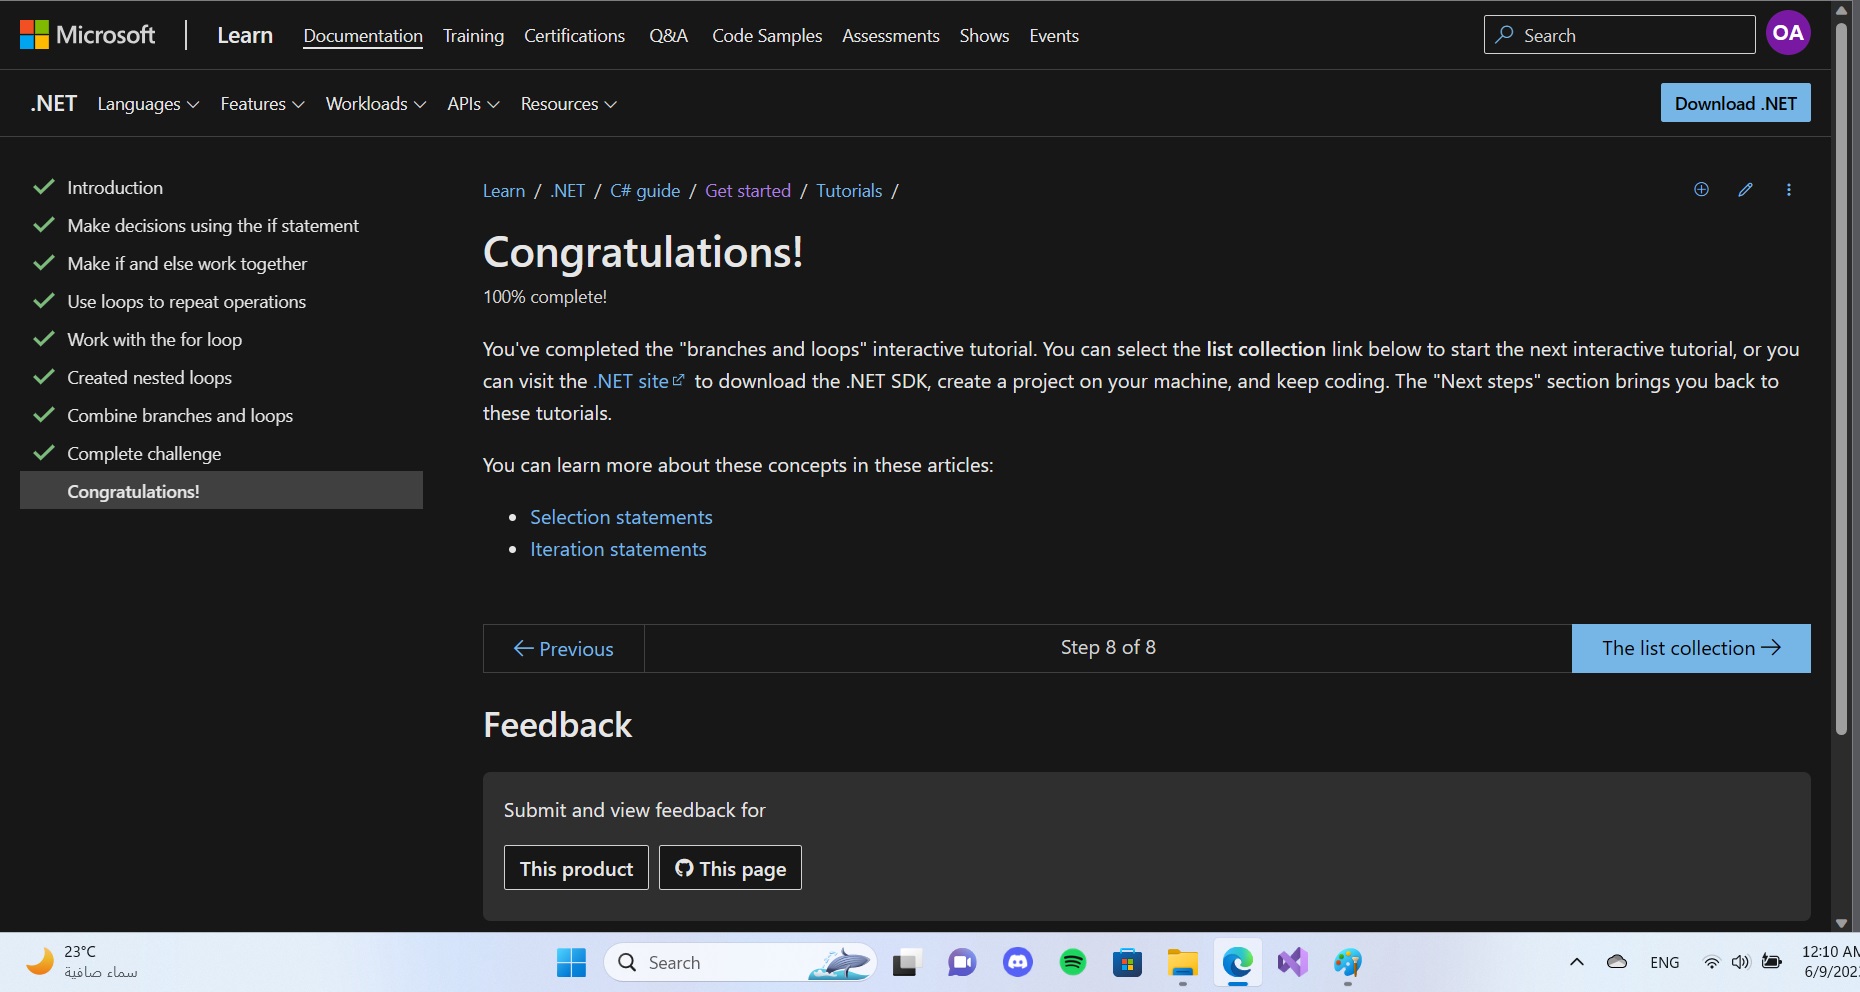 Microsoft Learn Documentation Training Certifications Q&A Code Samples Assessments Shows Events Search OA
.NET Languages Features Workloads APIs Resources Download .NET
Introduction
Make decisions using the if statement
Make if and else work together
Use loops to repeat operations
Work with the for loop
Created nested loops
Combine branches and loops
Complete challenge
Congratulations!
Learn / .NET / C# guide / Get started / Tutorials /
Congratulations!
100% complete!
You've completed the "branches and loops" interactive tutorial. You can select the list collection link below to start the next interactive tutorial, or you
can visit the .NET site to download the .NET SDK, create a project on your machine, and keep coding. The "Next steps" section brings you back to
these tutorials.
You can learn more about these concepts in these articles:
• Selection statements
• Iteration statements
← Previous Step 8 of 8 The list collection →
Feedback
Submit and view feedback for
This product This page
23°C
سماء صافية
Search
ENG
12:10 AM
6/9/202